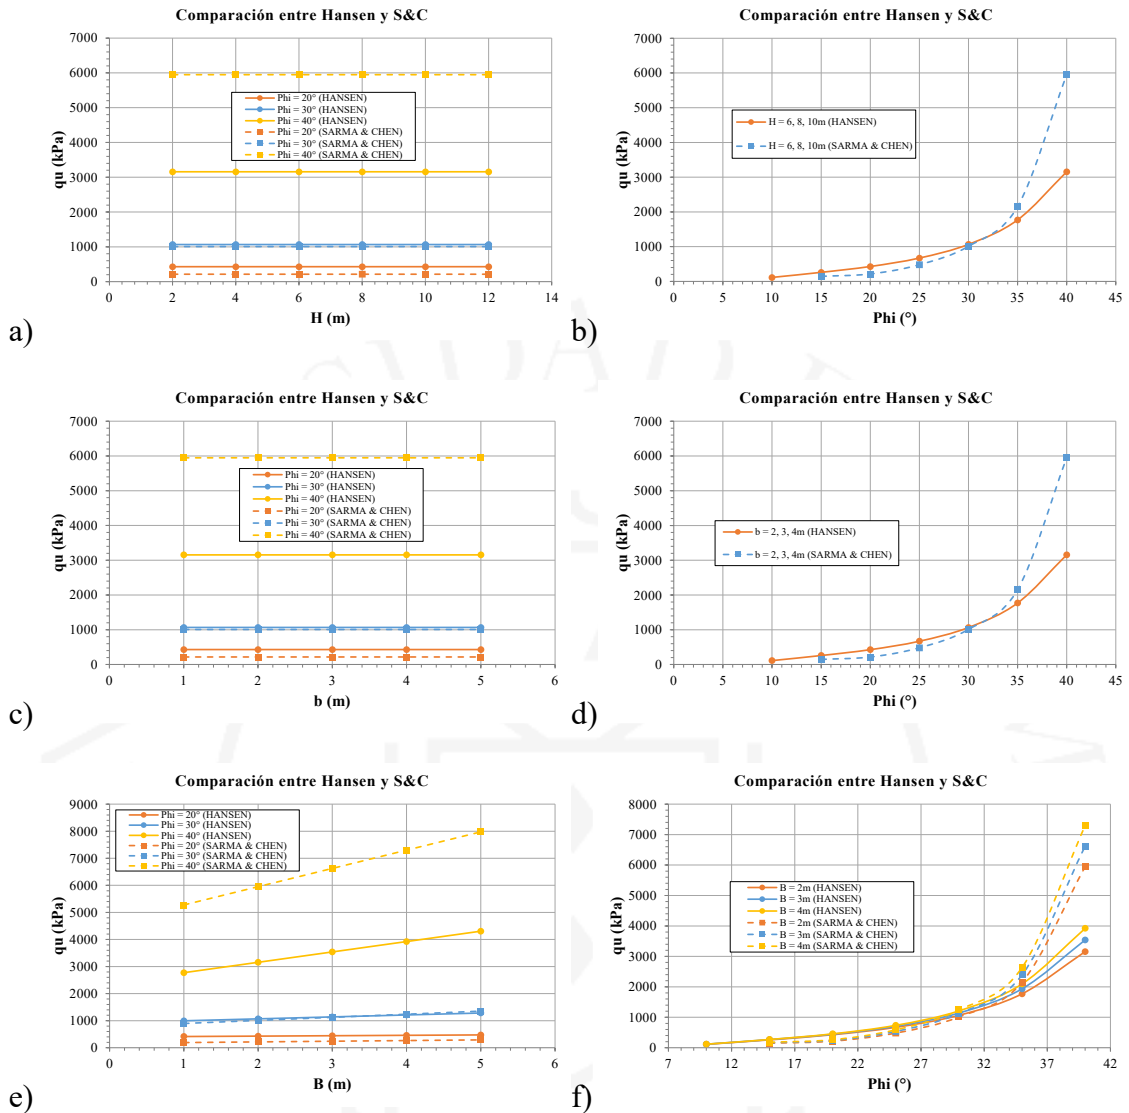 Comparación entre Hansen y S&C
7000
6000
5000
4000
3000
2000
1000
0
qu (kPa)
Phi = 20° (HANSEN)
Phi = 30° (HANSEN)
Phi = 40° (HANSEN)
Phi = 20° (SARMA & CHEN)
Phi = 30° (SARMA & CHEN)
Phi = 40° (SARMA & CHEN)
0 2 4 6 8 10 12 14
H (m)
a)
Comparación entre Hansen y S&C
7000
6000
5000
4000
3000
2000
1000
0
qu (kPa)
H = 6, 8, 10m (HANSEN)
H = 6, 8, 10m (SARMA & CHEN)
0 5 10 15 20 25 30 35 40 45
Phi (°)
b)
Comparación entre Hansen y S&C
7000
6000
5000
4000
3000
2000
1000
0
qu (kPa)
Phi = 20° (HANSEN)
Phi = 30° (HANSEN)
Phi = 40° (HANSEN)
Phi = 20° (SARMA & CHEN)
Phi = 30° (SARMA & CHEN)
Phi = 40° (SARMA & CHEN)
0 1 2 3 4 5 6
b (m)
c)
Comparación entre Hansen y S&C
7000
6000
5000
4000
3000
2000
1000
0
qu (kPa)
b = 2, 3, 4m (HANSEN)
b = 2, 3, 4m (SARMA & CHEN)
0 5 10 15 20 25 30 35 40 45
Phi (°)
d)
Comparación entre Hansen y S&C
9000
8000
7000
6000
5000
4000
3000
2000
1000
0
qu (kPa)
Phi = 20° (HANSEN)
Phi = 30° (HANSEN)
Phi = 40° (HANSEN)
Phi = 20° (SARMA & CHEN)
Phi = 30° (SARMA & CHEN)
Phi = 40° (SARMA & CHEN)
0 1 2 3 4 5 6
B (m)
e)
Comparación entre Hansen y S&C
8000
7000
6000
5000
4000
3000
2000
1000
0
qu (kPa)
B = 2m (HANSEN)
B = 3m (HANSEN)
B = 4m (HANSEN)
B = 2m (SARMA & CHEN)
B = 3m (SARMA & CHEN)
B = 4m (SARMA & CHEN)
7 12 17 22 27 32 37 42
Phi (°)
f)